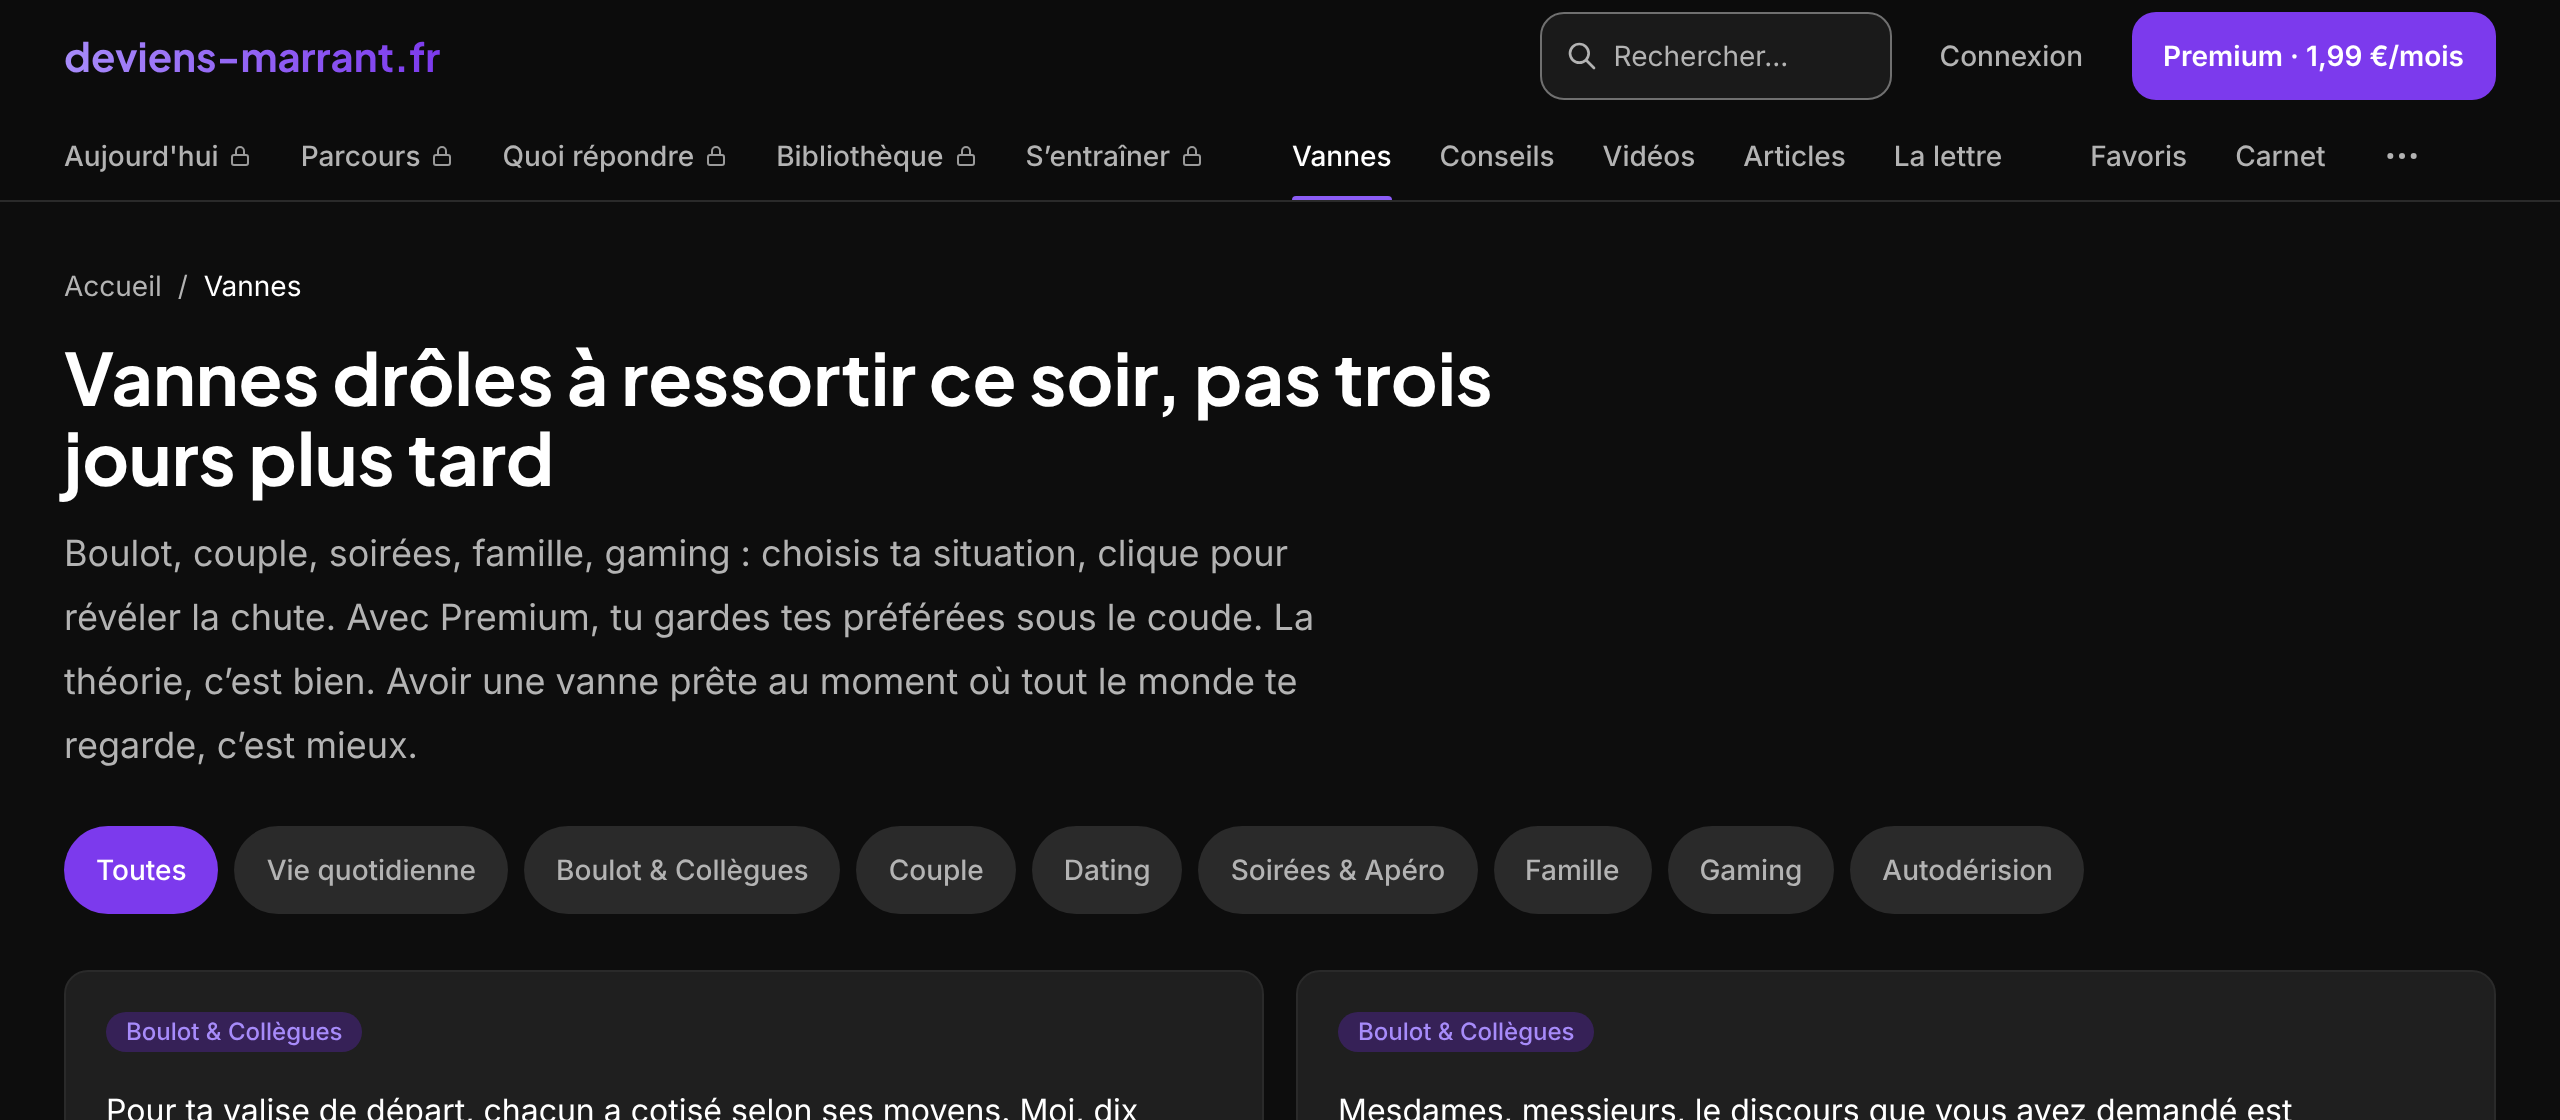 deviens-marrant.fr
Rechercher...
Connexion
Premium · 1,99 €/mois
Aujourd'hui
Parcours
Quoi répondre
Bibliothèque
S’entraîner
Vannes
Conseils
Vidéos
Articles
La lettre
Favoris
Carnet
Accueil / Vannes
Vannes drôles à ressortir ce soir, pas trois
jours plus tard
Boulot, couple, soirées, famille, gaming : choisis ta situation, clique pour
révéler la chute. Avec Premium, tu gardes tes préférées sous le coude. La
théorie, c’est bien. Avoir une vanne prête au moment où tout le monde te
regarde, c’est mieux.
Toutes
Vie quotidienne
Boulot & Collègues
Couple
Dating
Soirées & Apéro
Famille
Gaming
Autodérision
Boulot & Collègues
Pour ta valise de départ, chacun a cotisé selon ses moyens. Moi, dix
Boulot & Collègues
Mesdames, messieurs, le discours que vous avez demandé est